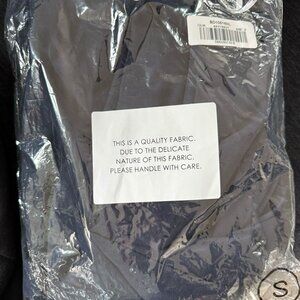 THIS IS A QUALITY FABRIC.
DUE TO THE DELICATE
NATURE OF THIS FABRIC,
PLEASE HANDLE WITH CARE.
S